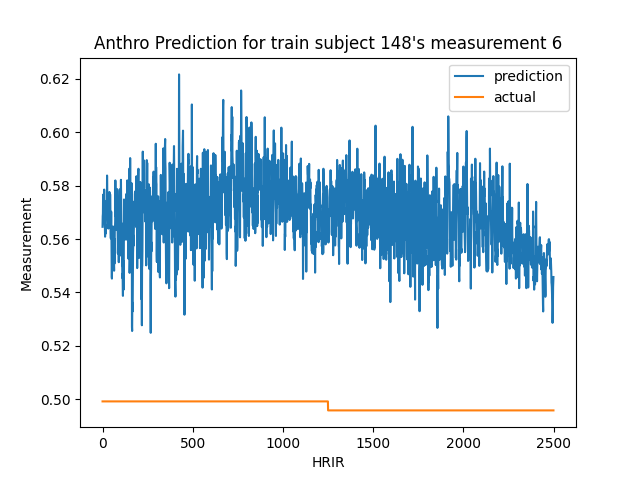 Anthro Prediction for train subject 148's measurement 6
prediction
actual
Measurement
0.62
0.60
0.58
0.56
0.54
0.52
0.50
0
500
1000
1500
2000
2500
HRIR